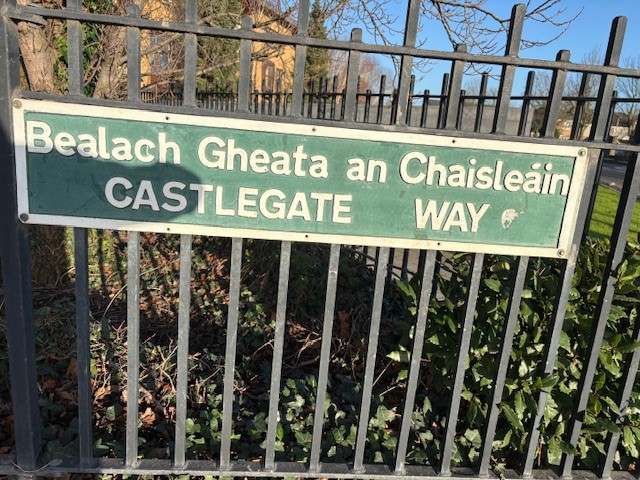 Bealach Gheata an Chaisleáin
CASTLEGATE WAY